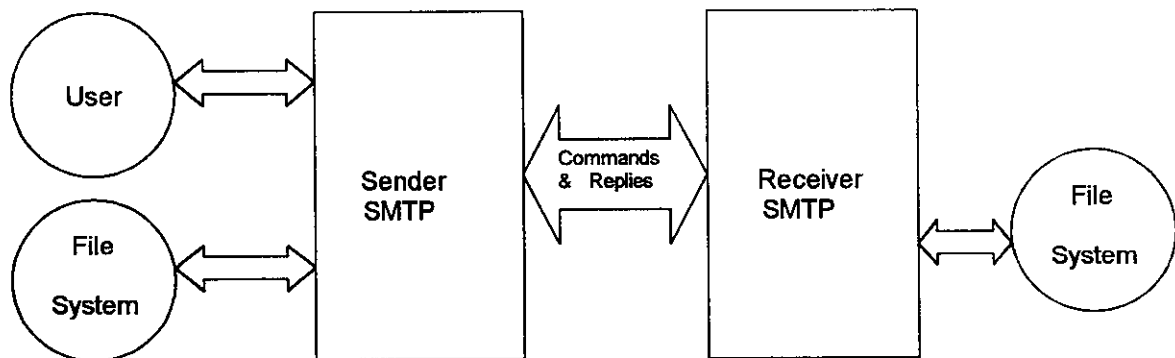 User
File
System
Sender
SMTP
Commands
& Replies
Receiver
SMTP
File
System